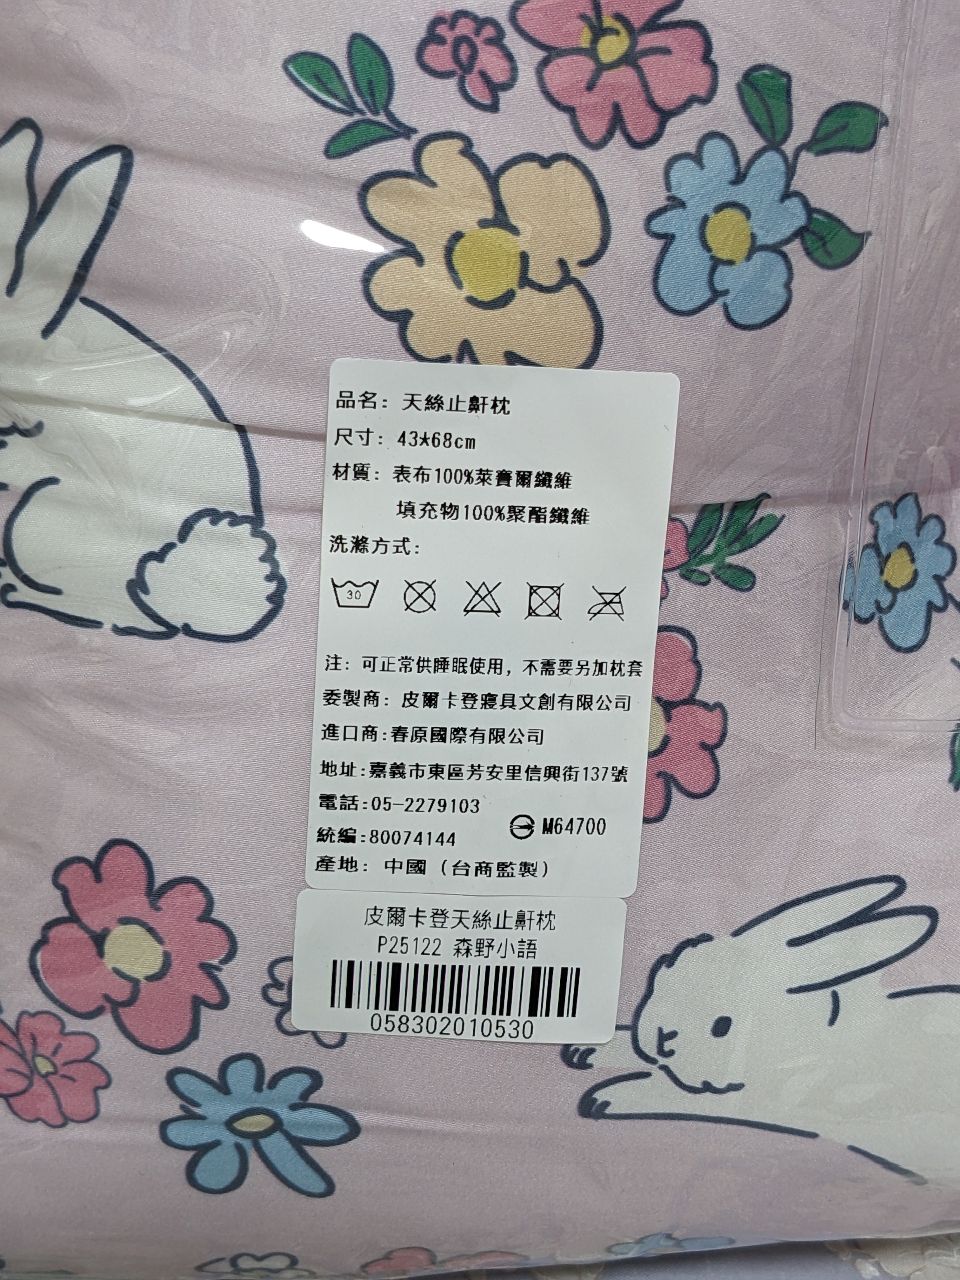 品名: 天絲止鼾枕
尺寸: 43*68cm
材質: 表布100%萊賽爾纖維
填充物100%聚酯纖維
洗滌方式:
30
注: 可正常供睡眠使用, 不需要另加枕套
委製商: 皮爾卡登寢具文創有限公司
進口商:春原國際有限公司
地址:嘉義市東區芳安里信興街137號
電話:05-2279103
統編:80074144
M64700
產地: 中國 (台商監製)
皮爾卡登天絲止鼾枕
P25122 森野小語
058302010530